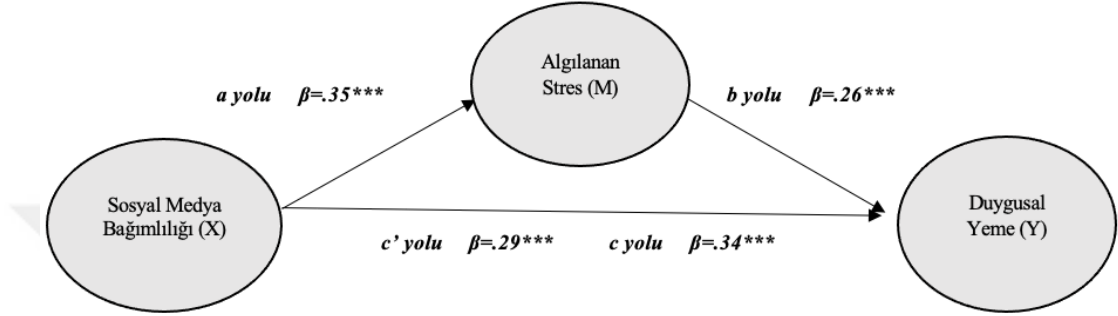 Algılanan
Stres (M)
a yolu β=.35***
b yolu β=.26***
Sosyal Medya
Bağımlılığı (X)
Duygusal
Yeme (Y)
c’ yolu β=.29*** c yolu β=.34***